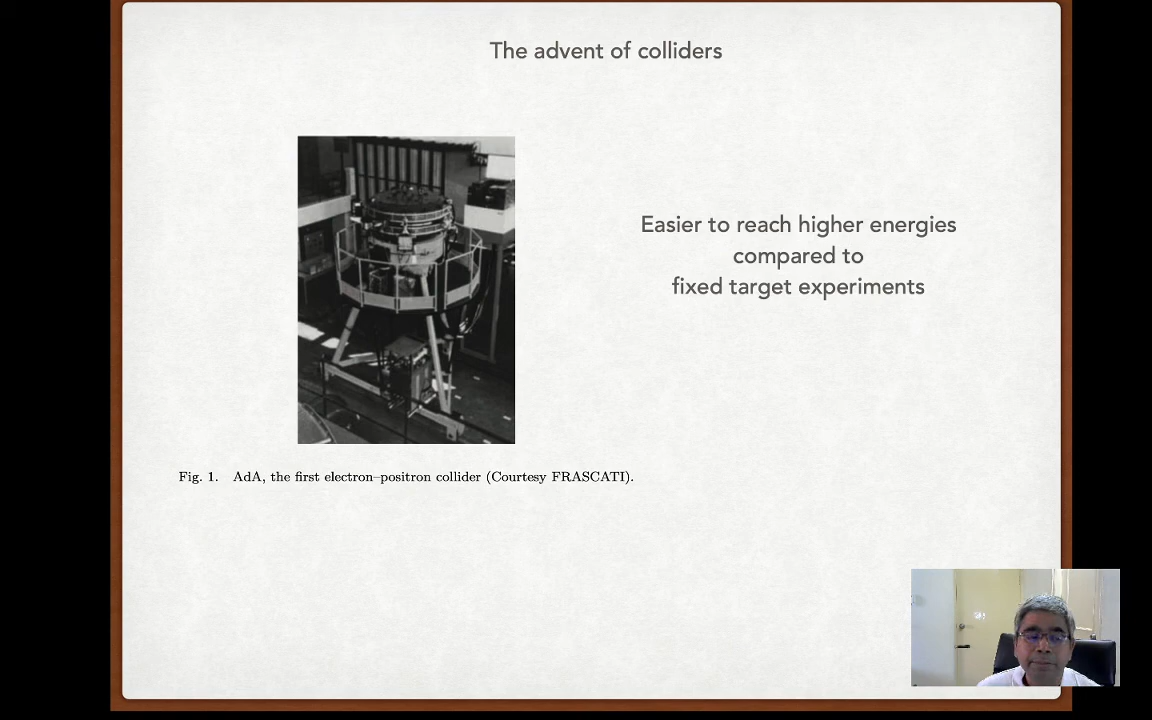 The advent of colliders
Easier to reach higher energies
compared to
fixed target experiments
Fig. 1. AdA, the first electron–positron collider (Courtesy FRASCATI).